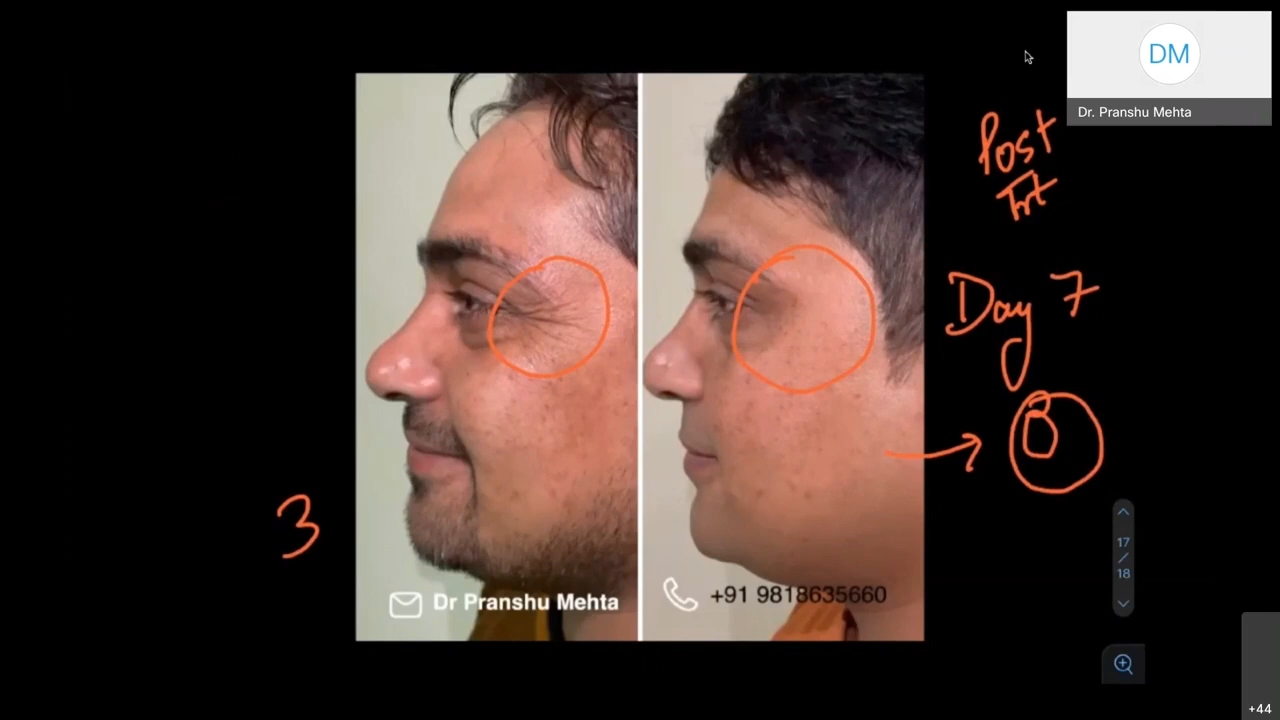 DM
Dr. Pranshu Mehta
Post
Trt
Day 7
3
17
/
18
Dr Pranshu Mehta
+91 9818635660
+44